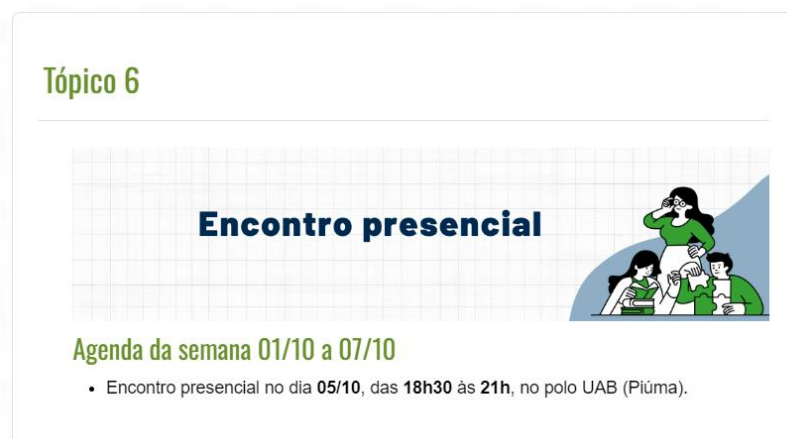 Tópico 6
Encontro presencial
Agenda da semana 01/10 a 07/10
• Encontro presencial no dia 05/10, das 18h30 às 21h, no polo UAB (Piúma).